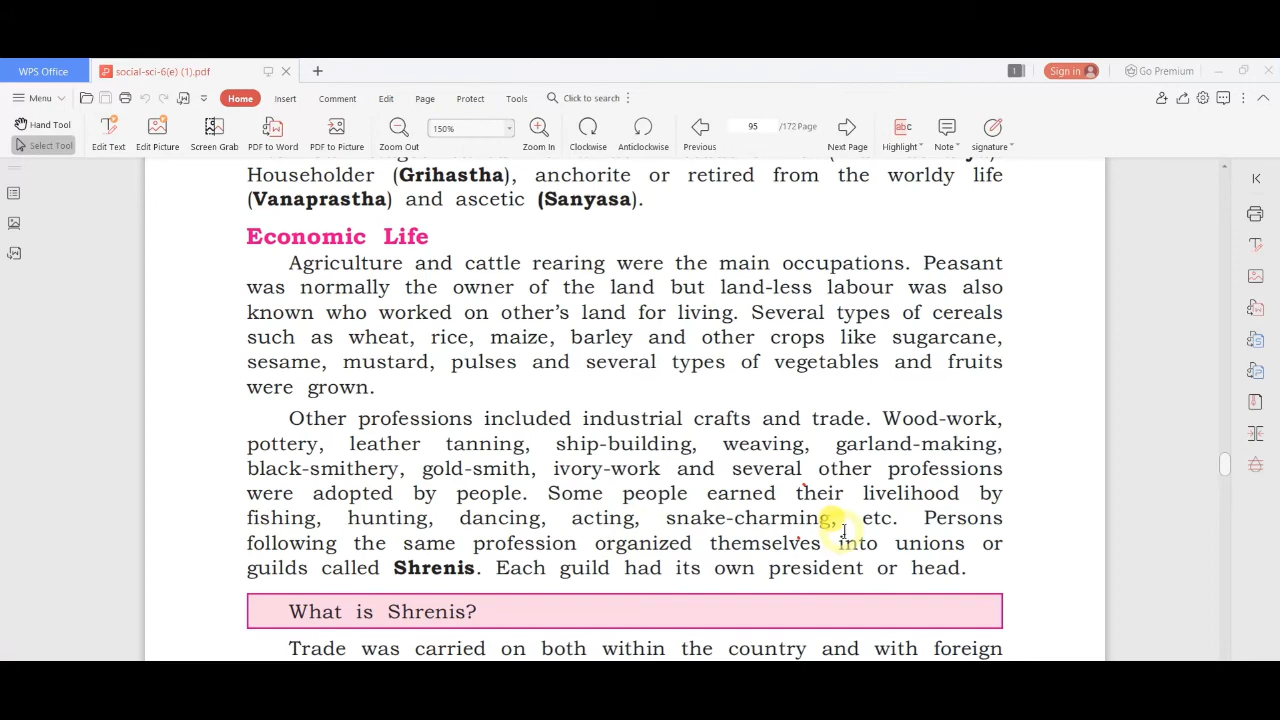 WPS Office
social-sci-6(e) (1).pdf
1
Sign in
Go Premium
Menu
Home
Insert
Comment
Edit
Page
Protect
Tools
Click to search
Hand Tool
Select Tool
Edit Text
Edit Picture
Screen Grab
PDF to Word
PDF to Picture
Zoom Out
150%
Zoom In
Clockwise
Anticlockwise
Previous
95
/172Page
Next Page
Highlight
Note
signature
Householder (Grihastha), anchorite or retired from the worldy life
(Vanaprastha) and ascetic (Sanyasa).
Economic Life
Agriculture and cattle rearing were the main occupations. Peasant
was normally the owner of the land but land-less labour was also
known who worked on other's land for living. Several types of cereals
such as wheat, rice, maize, barley and other crops like sugarcane,
sesame, mustard, pulses and several types of vegetables and fruits
were grown.
Other professions included industrial crafts and trade. Wood-work,
pottery, leather tanning, ship-building, weaving, garland-making,
black-smithery, gold-smith, ivory-work and several other professions
were adopted by people. Some people earned their livelihood by
fishing, hunting, dancing, acting, snake-charming, etc. Persons
following the same profession organized themselves into unions or
guilds called Shrenis. Each guild had its own president or head.
What is Shrenis?
Trade was carried on both within the country and with foreign